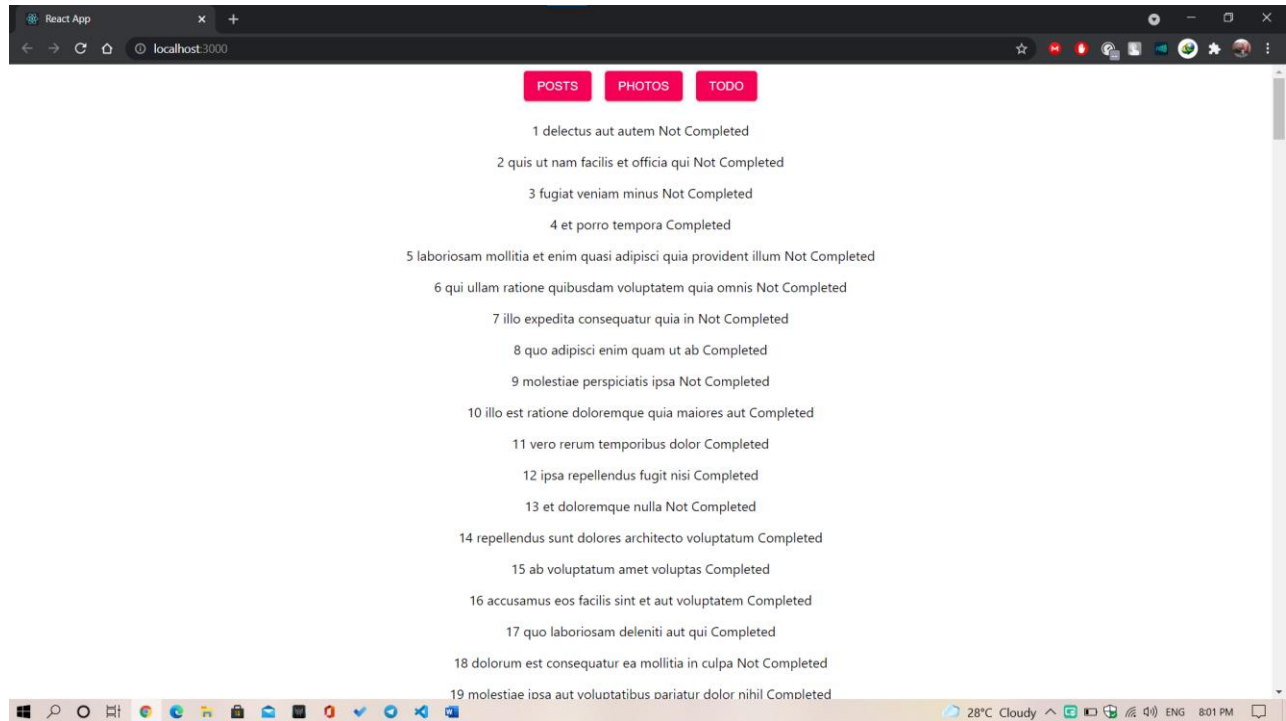 React App
localhost:3000
POSTS PHOTOS TODO
1 delectus aut autem Not Completed
2 quis ut nam facilis et officia qui Not Completed
3 fugiat veniam minus Not Completed
4 et porro tempora Completed
5 laboriosam mollitia et enim quasi adipisci quia provident illum Not Completed
6 qui ullam ratione quibusdam voluptatem quia omnis Not Completed
7 illo expedita consequatur quia in Not Completed
8 quo adipisci enim quam ut ab Completed
9 molestiae perspiciatis ipsa Not Completed
10 illo est ratione doloremque quia maiores aut Completed
11 vero rerum temporibus dolor Completed
12 ipsa repellendus fugit nisi Completed
13 et doloremque nulla Not Completed
14 repellendus sunt dolores architecto voluptatum Completed
15 ab voluptatum amet voluptas Completed
16 accusamus eos facilis sint et aut voluptatem Completed
17 quo laboriosam deleniti aut qui Completed
18 dolorum est consequatur ea mollitia in culpa Not Completed
19 molestiae ipsa aut voluptatibus pariatur dolor nihil Completed
28°C Cloudy ENG 8:01 PM